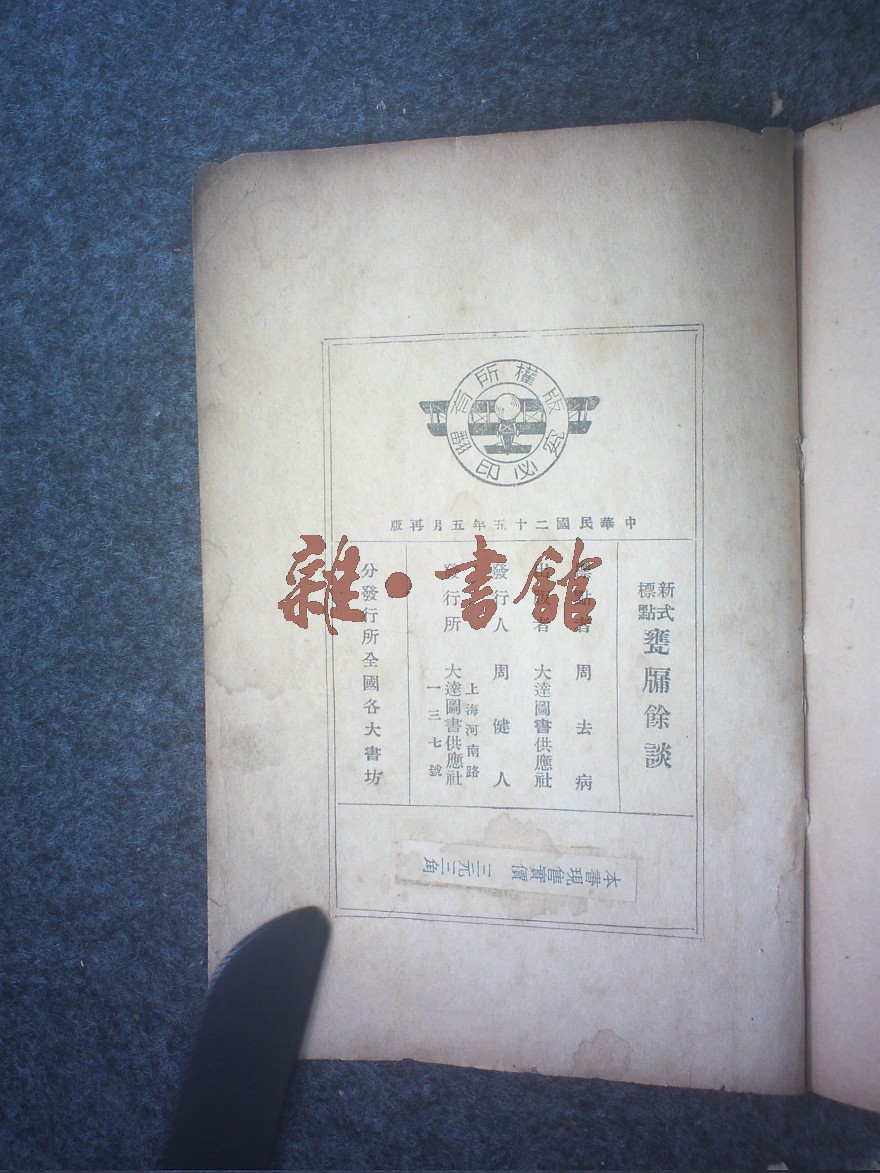 版權所有
翻印必究
中華民國二十五年五月再版
新式標點
甕牖餘談
標點者 周去病
出版者 大達圖書供應社
發行人 周健人
發行所 大達圖書供應社
上海河南路
一三七號
分發行所全國各大書坊
本書現售實價 三元三角
雜·書館